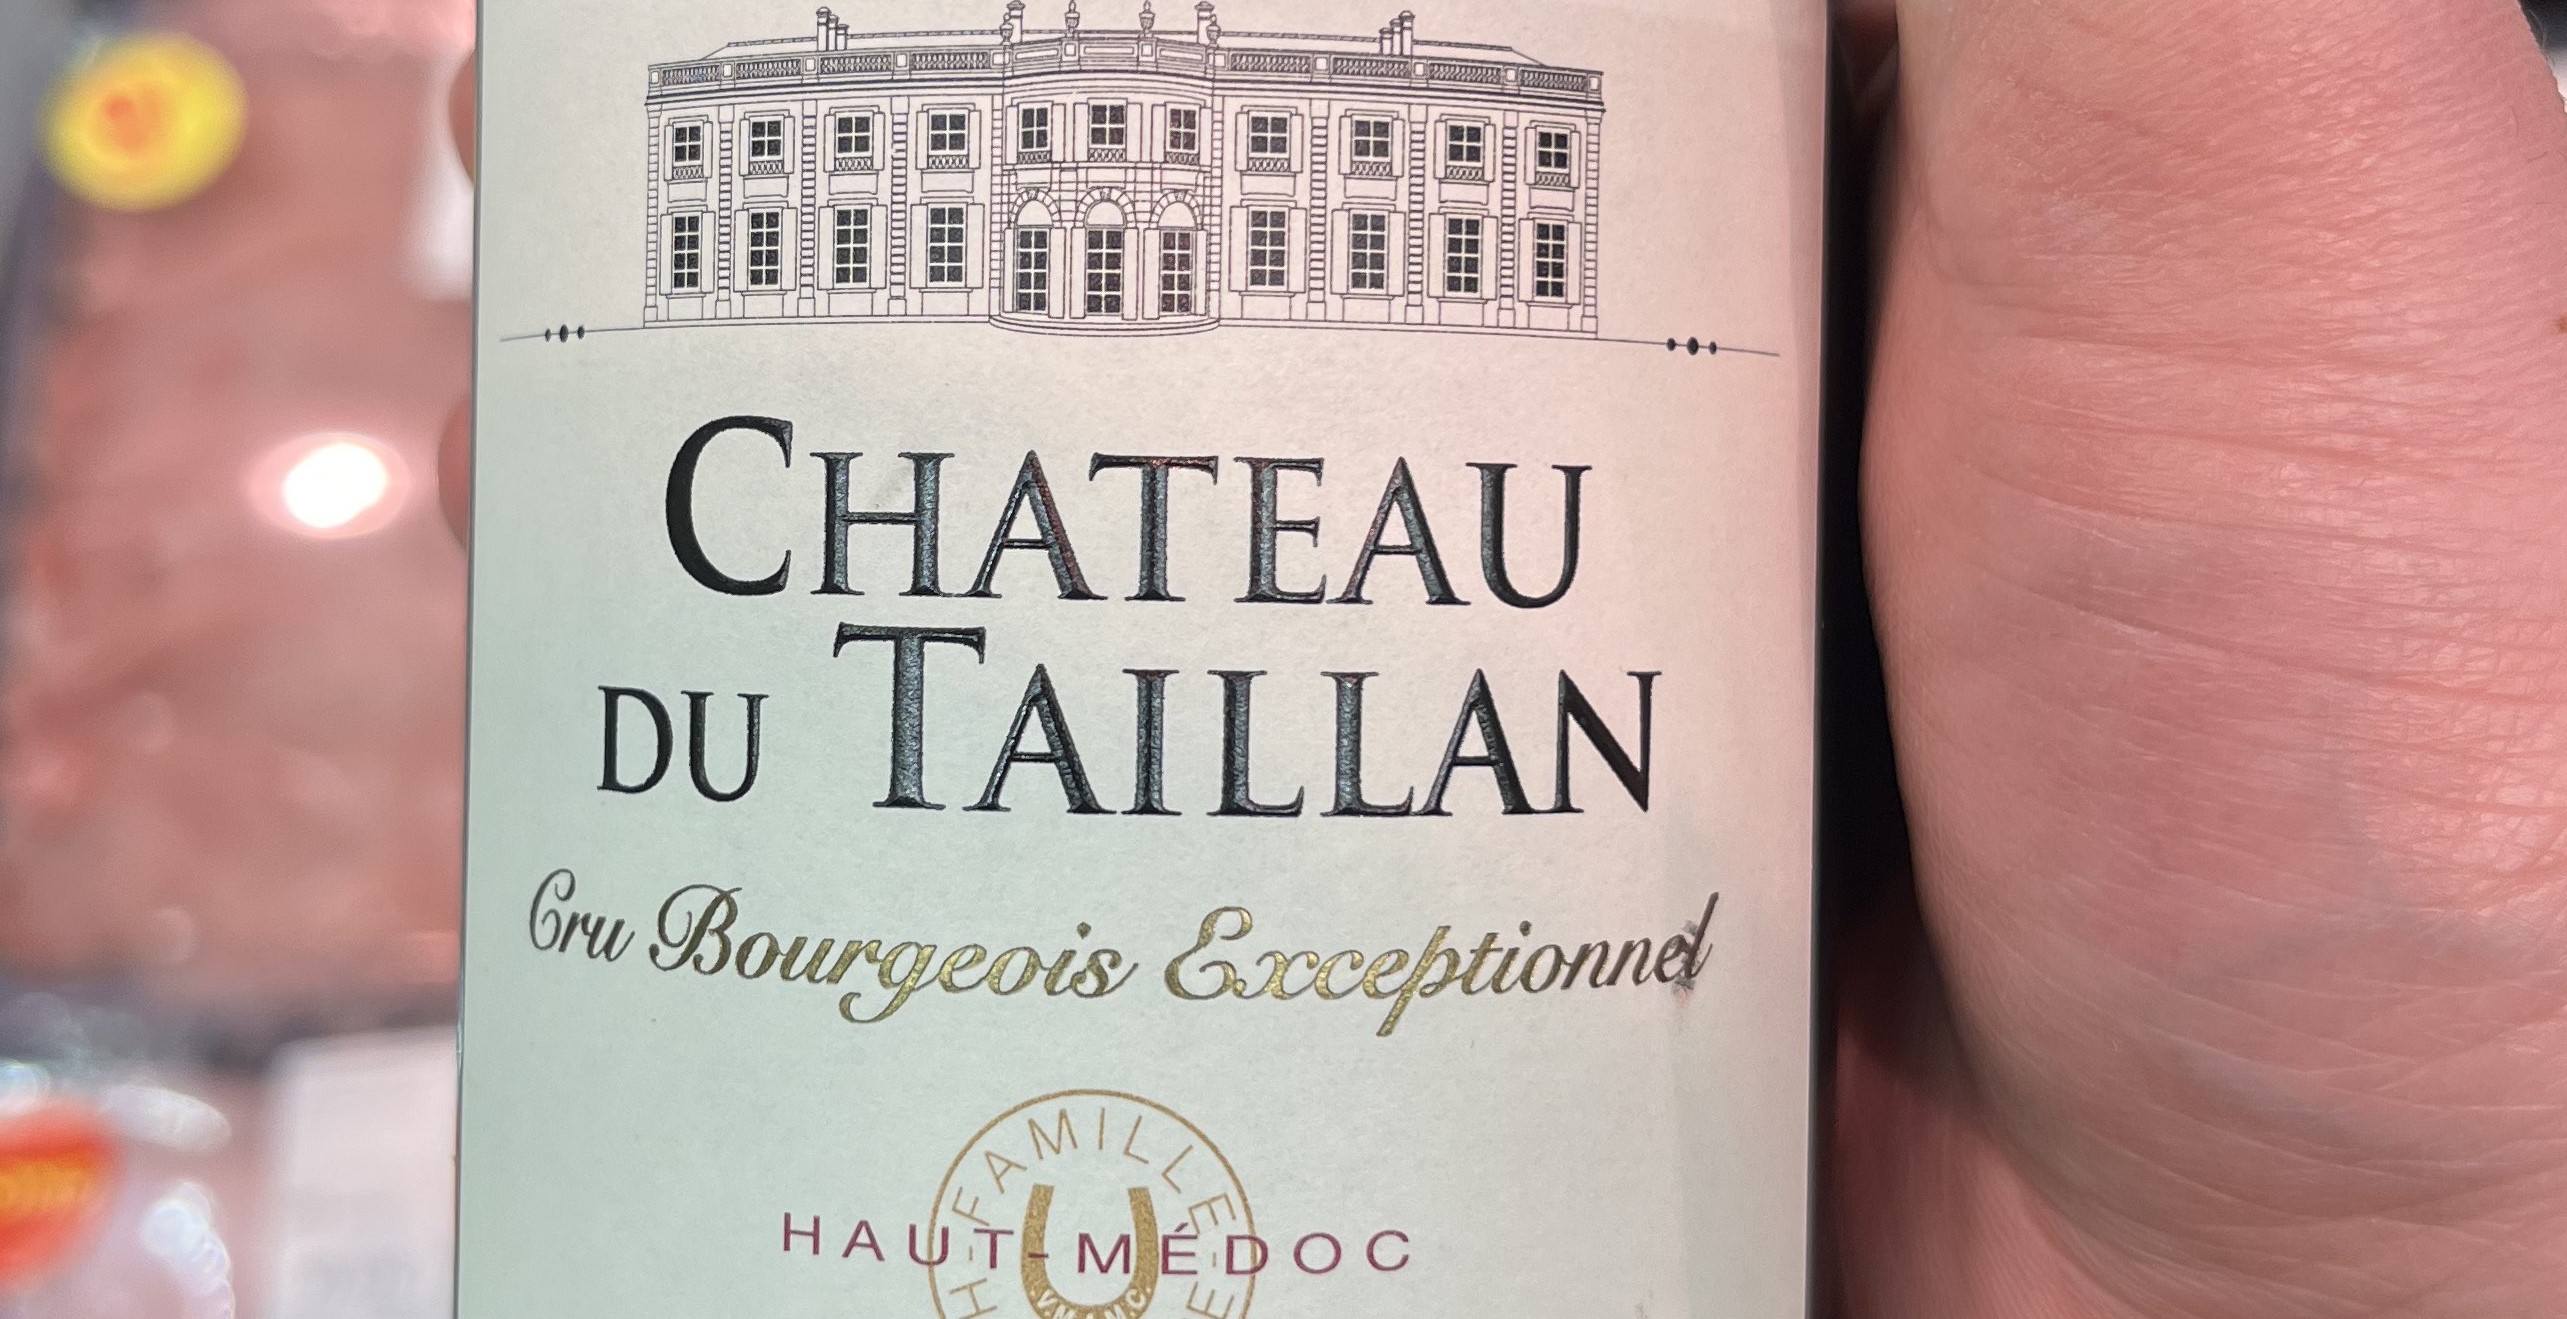 CHATEAU
DU TAILLAN
Cru Bourgeois Exceptionnel
FAMILLE
HAUT-MÉDOC
V.M.A.M.C.